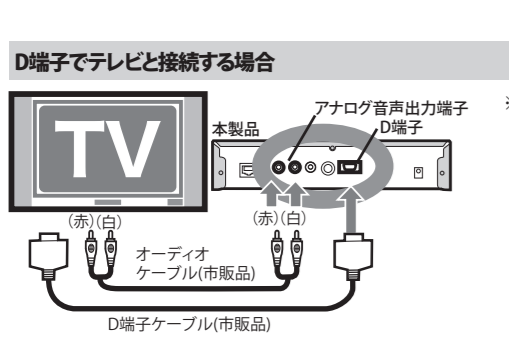 D端子でテレビと接続する場合
TV
本製品
アナログ音声出力端子
D端子
(赤)(白)
(赤)(白)
オーディオ
ケーブル(市販品)
D端子ケーブル(市販品)
※